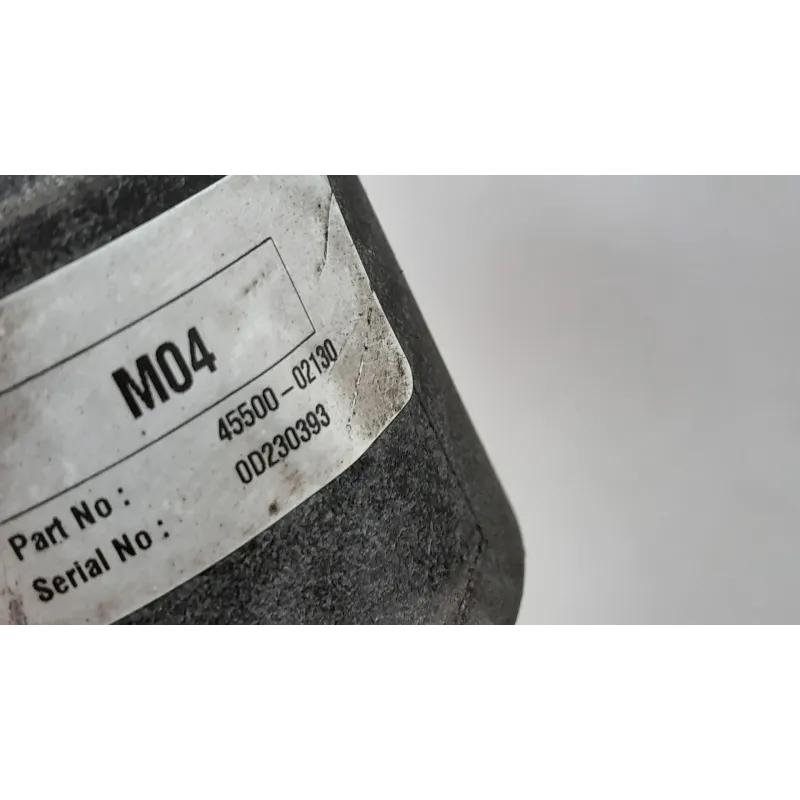 M04
Part No : 45500-02130
Serial No : 0D230393